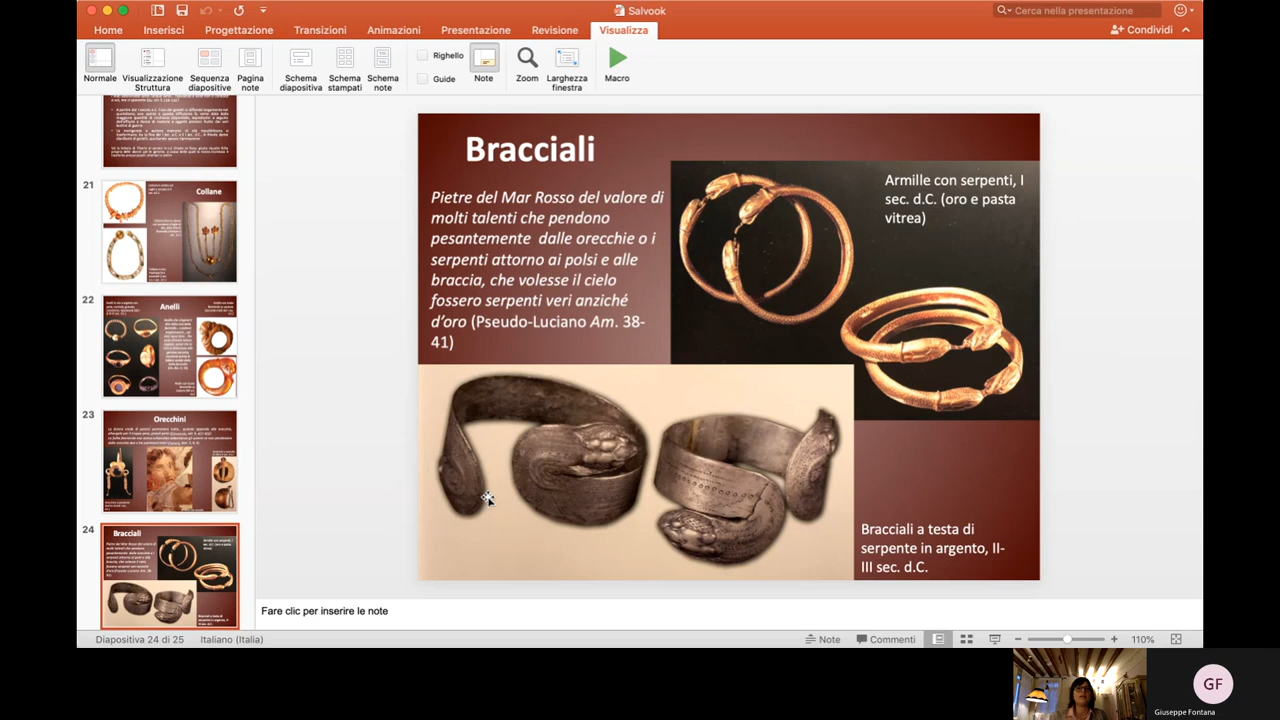 Salvook
Cerca nella presentazione
Home Inserisci Progettazione Transizioni Animazioni Presentazione Revisione Visualizza Condividi
Normale
Visualizzazione Struttura
Sequenza diapositive
Pagina note
Schema diapositiva
Schema stampati
Schema note
Righello
Guide
Note
Zoom
Larghezza finestra
Macro
21
Collane
22
Anelli
23
Orecchini
24
Bracciali
Bracciali
Pietre del Mar Rosso del valore di
molti talenti che pendono
pesantemente dalle orecchie o i
serpenti attorno ai polsi e alle
braccia, che volesse il cielo
fossero serpenti veri anziché
d'oro (Pseudo-Luciano Am. 38-
41)
Armille con serpenti, I
sec. d.C. (oro e pasta
vitrea)
Bracciali a testa di
serpente in argento, II-
III sec. d.C.
Fare clic per inserire le note
Diapositiva 24 di 25 Italiano (Italia) Note Commenti 110%
GF
Giuseppe Fontana